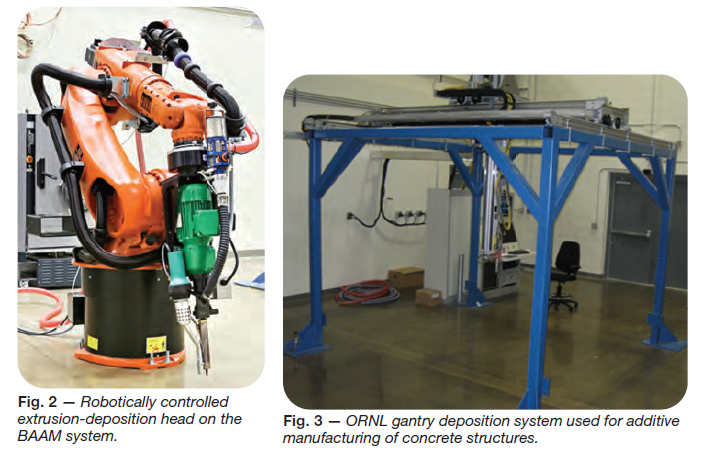 Fig. 2 — Robotically controlled
extrusion-deposition head on the
BAAM system.
Fig. 3 — ORNL gantry deposition system used for additive
manufacturing of concrete structures.